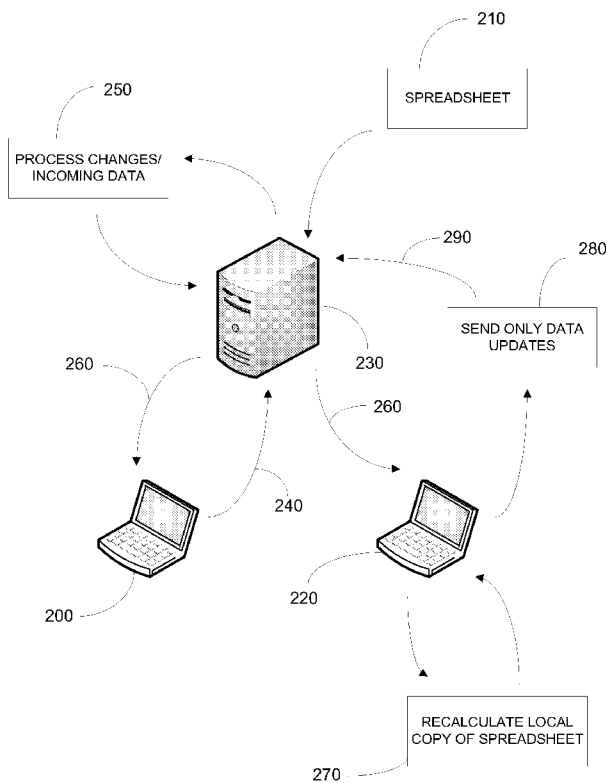 210
SPREADSHEET
250
PROCESS CHANGES/
INCOMING DATA
290
280
SEND ONLY DATA
UPDATES
230
260
260
240
220
200
RECALCULATE LOCAL
COPY OF SPREADSHEET
270